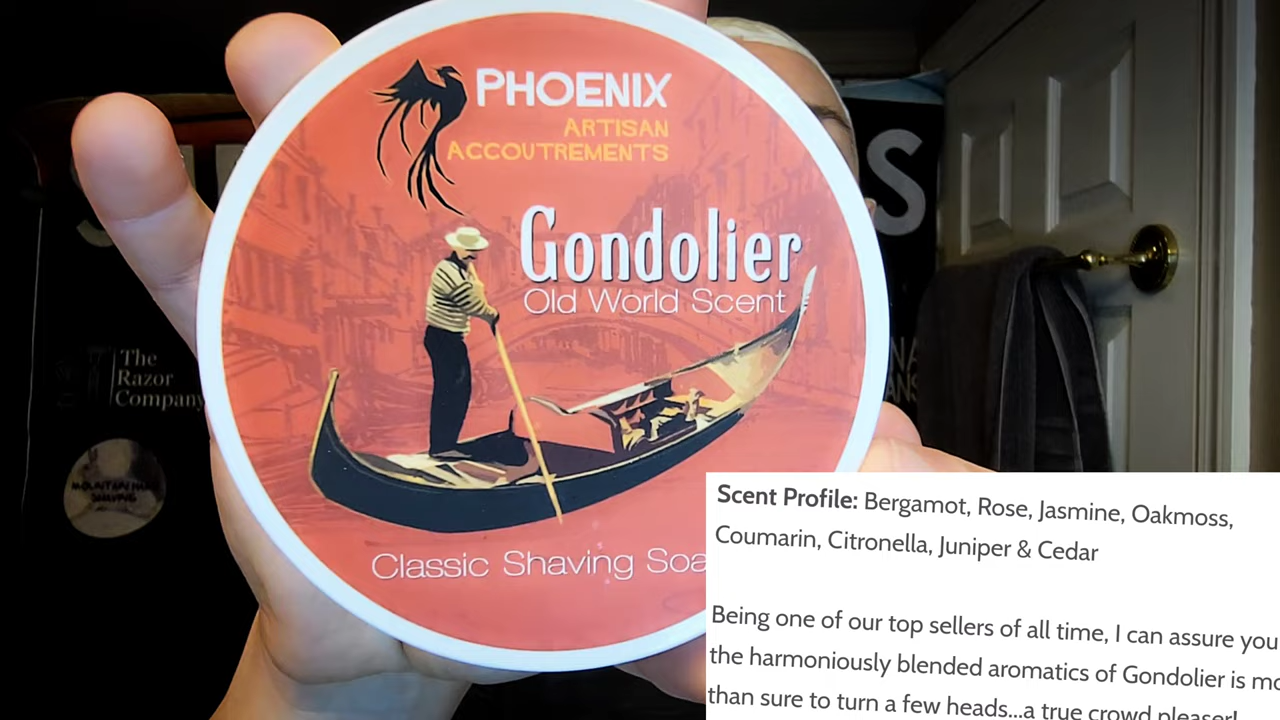 PHOENIX
ARTISAN
ACCOUTREMENTS
Gondolier
Old World Scent
Classic Shaving Soa
The
Razor
Company
MOUNTAIN
SHAVING
S
Scent Profile: Bergamot, Rose, Jasmine, Oakmoss,
Coumarin, Citronella, Juniper & Cedar
Being one of our top sellers of all time, I can assure you
the harmoniously blended aromatics of Gondolier is mo
than sure to turn a few heads...a true crowd pleaser!